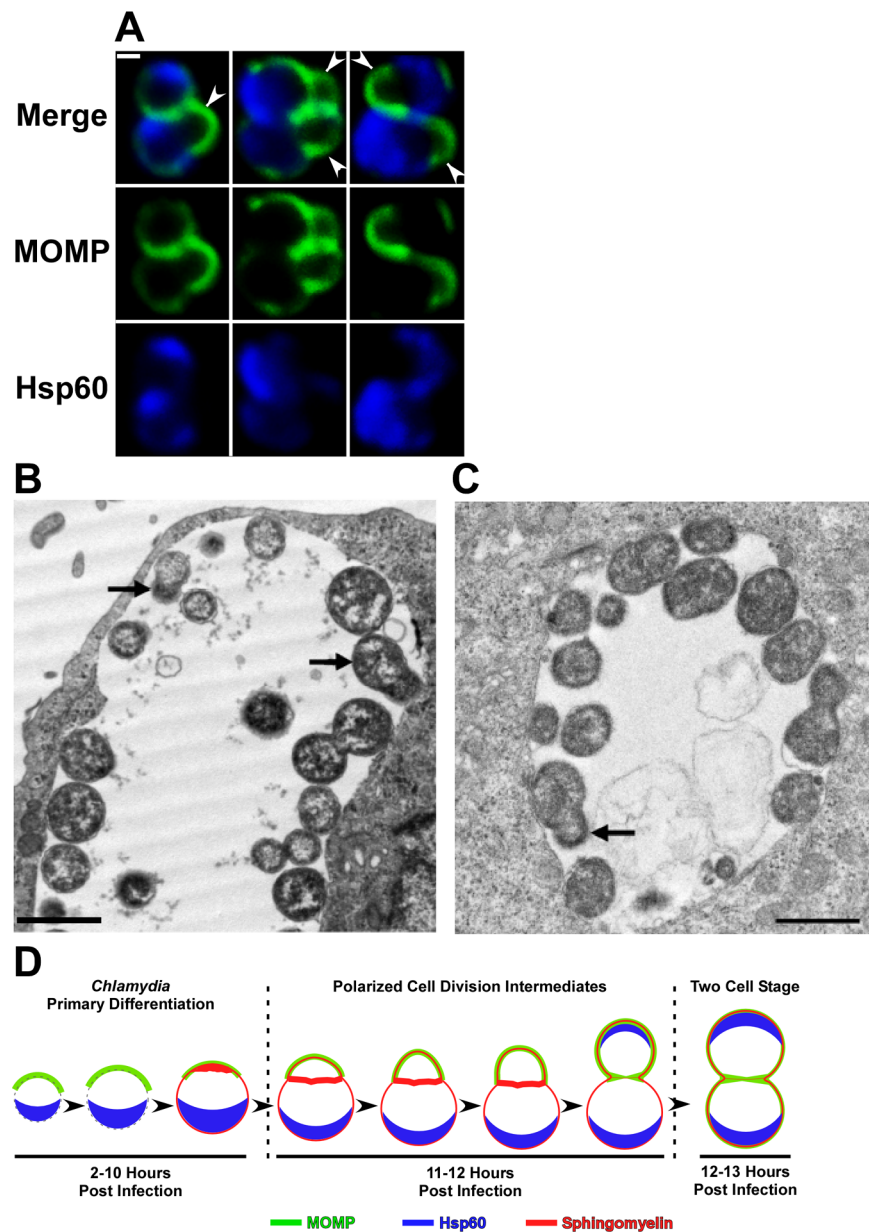 A
Merge
MOMP
Hsp60
B
C
D
Chlamydia
Primary Differentiation
Polarized Cell Division Intermediates
Two Cell Stage
2-10 Hours
Post Infection
11-12 Hours
Post Infection
12-13 Hours
Post Infection
MOMP
Hsp60
Sphingomyelin